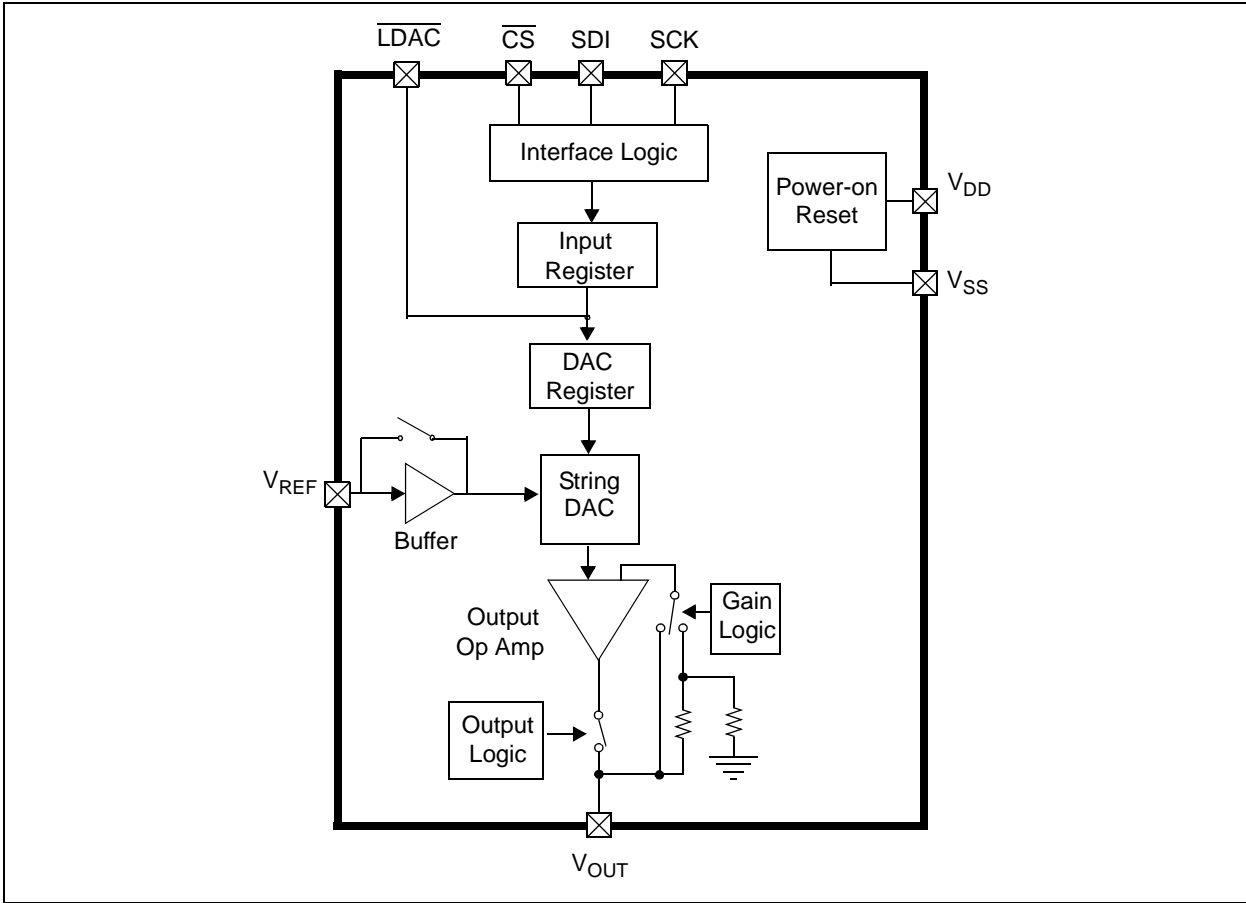 LDAC CS SDI SCK
Interface Logic
Power-on
Reset
VDD
Input
Register
VSS
DAC
Register
VREF
String
DAC
Buffer
Output
Op Amp
Gain
Logic
Output
Logic
VOUT